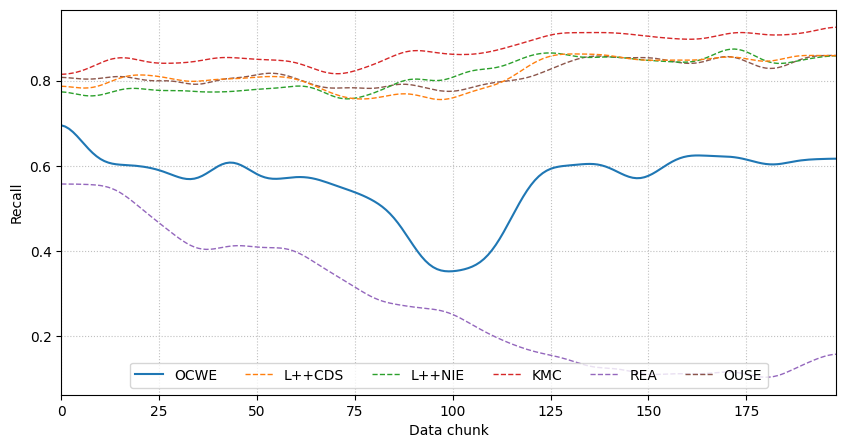 Recall
0.8
0.6
0.4
0.2
OCWE L++CDS L++NIE KMC REA OUSE
0 25 50 75 100 125 150 175
Data chunk